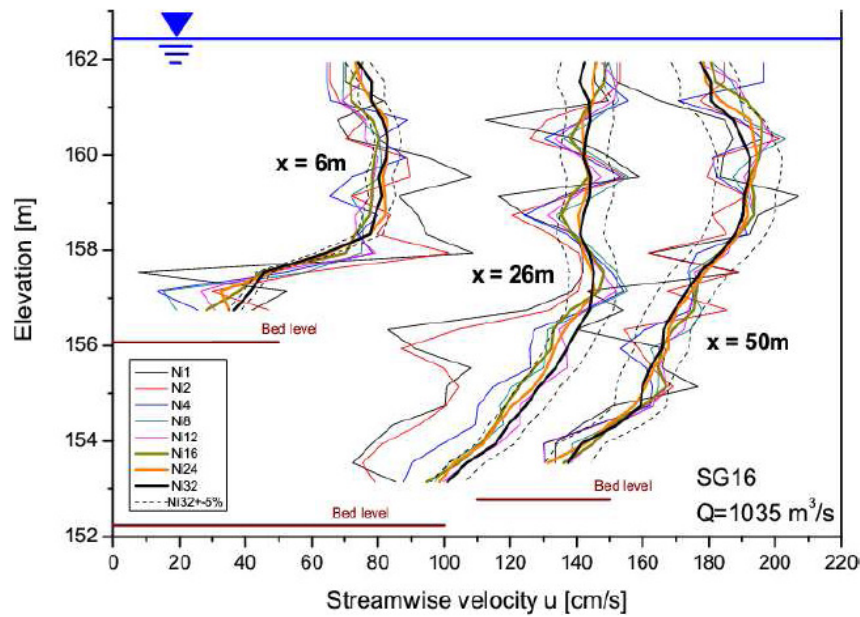 162
160
158
156
154
152
Elevation [m]
x = 6m
x = 26m
x = 50m
Bed level
Bed level
Bed level
Ni1
Ni2
Ni4
Ni8
Ni12
Ni16
Ni24
Ni32
Ni32+-5%
SG16
Q=1035 m³/s
0 20 40 60 80 100 120 140 160 180 200 220
Streamwise velocity u [cm/s]